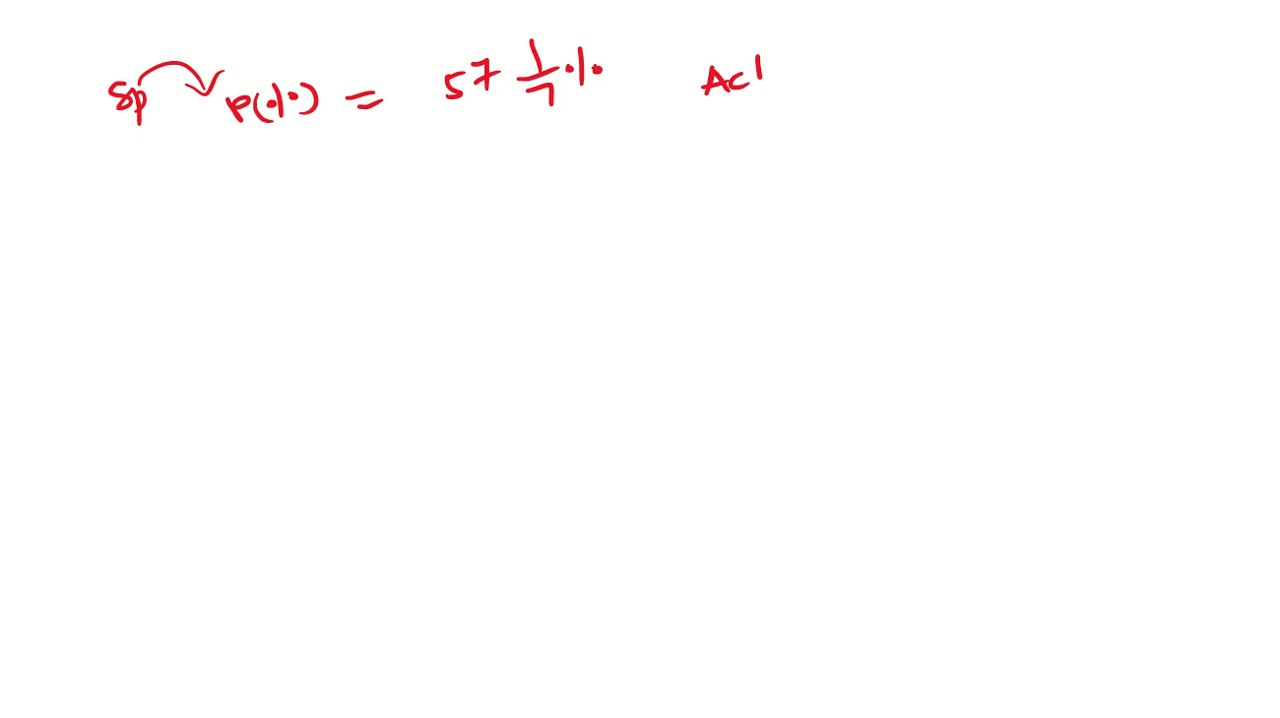 SP P(%) = 57 1/7 % Acl